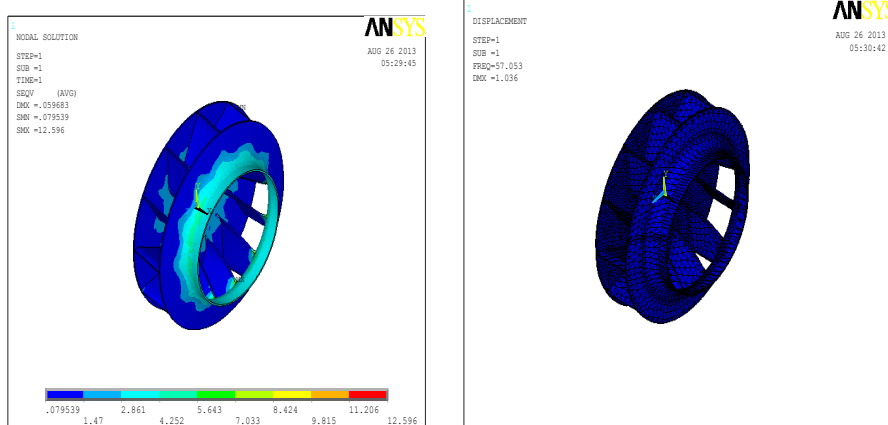 1
NODAL SOLUTION
ANSYS
AUG 26 2013
05:29:45
STEP=1
SUB =1
TIME=1
SEQV (AVG)
DMX =.059683
SMN =.079539
SMX =12.596
Y
X
MX
.079539 2.861 5.643 8.424 11.206
1.47 4.252 7.033 9.815 12.596
1
DISPLACEMENT
ANSYS
AUG 26 2013
05:30:42
STEP=1
SUB =1
FREQ=57.053
DMX =1.036
Y